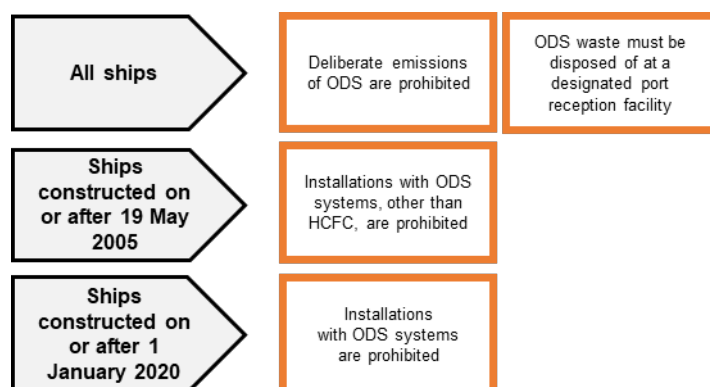 All ships
Deliberate emissions
of ODS are prohibited
ODS waste must be
disposed of at a
designated port
reception facility
Ships
constructed on
or after 19 May
2005
Installations with ODS
systems, other than
HCFC, are prohibited
Ships
constructed on
or after 1
January 2020
Installations
with ODS systems
are prohibited